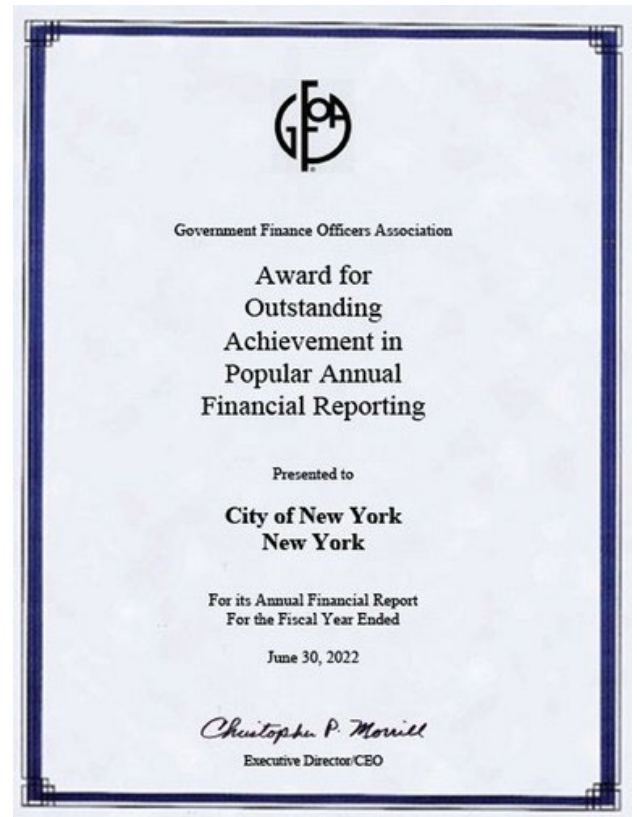 GFOA
Government Finance Officers Association
Award for
Outstanding
Achievement in
Popular Annual
Financial Reporting
Presented to
City of New York
New York
For its Annual Financial Report
For the Fiscal Year Ended
June 30, 2022
Christopher P. Morrill
Executive Director/CEO